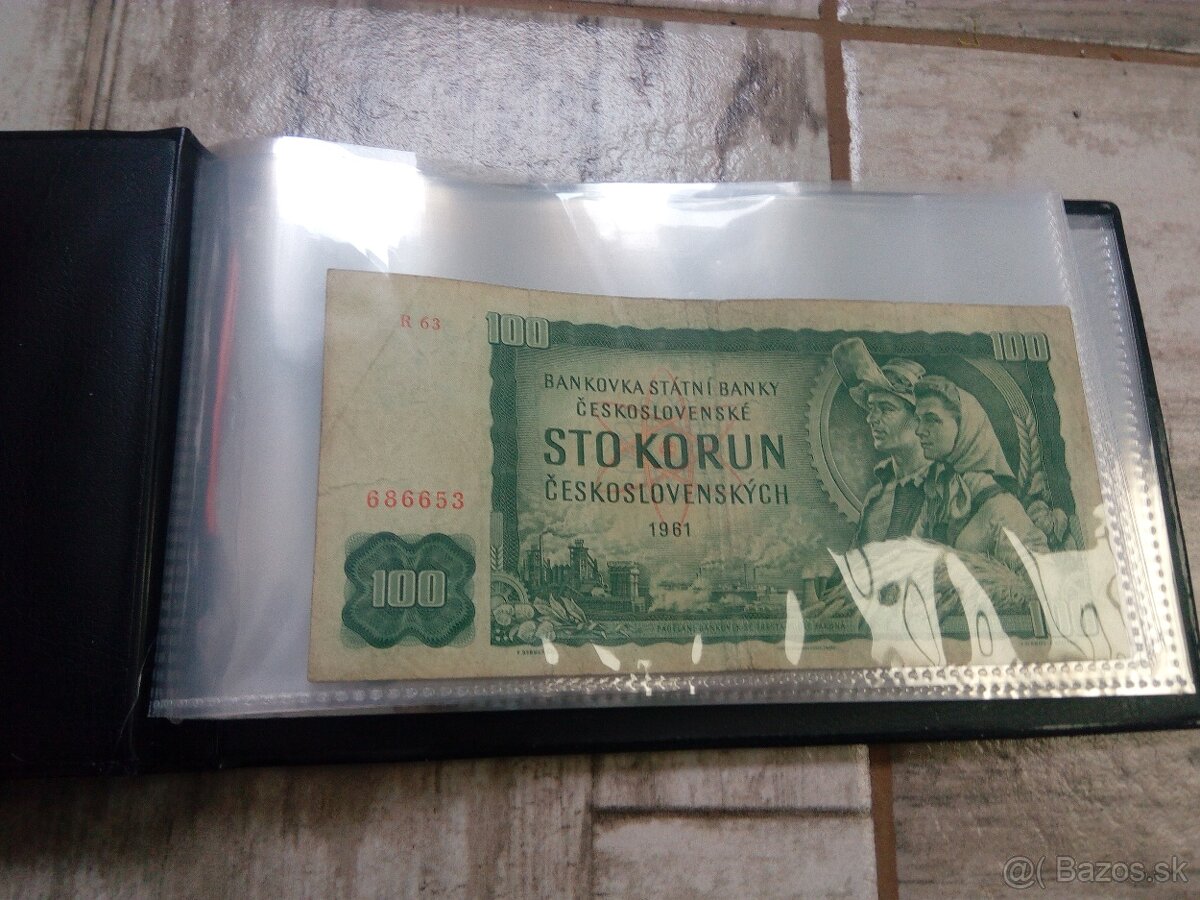 R 63
100
100
BANKOVKA STÁTNÍ BANKY
ČESKOSLOVENSKÉ
STO KORUN
ČESKOSLOVENSKÝCH
1961
686653
100
@( Bazos.sk